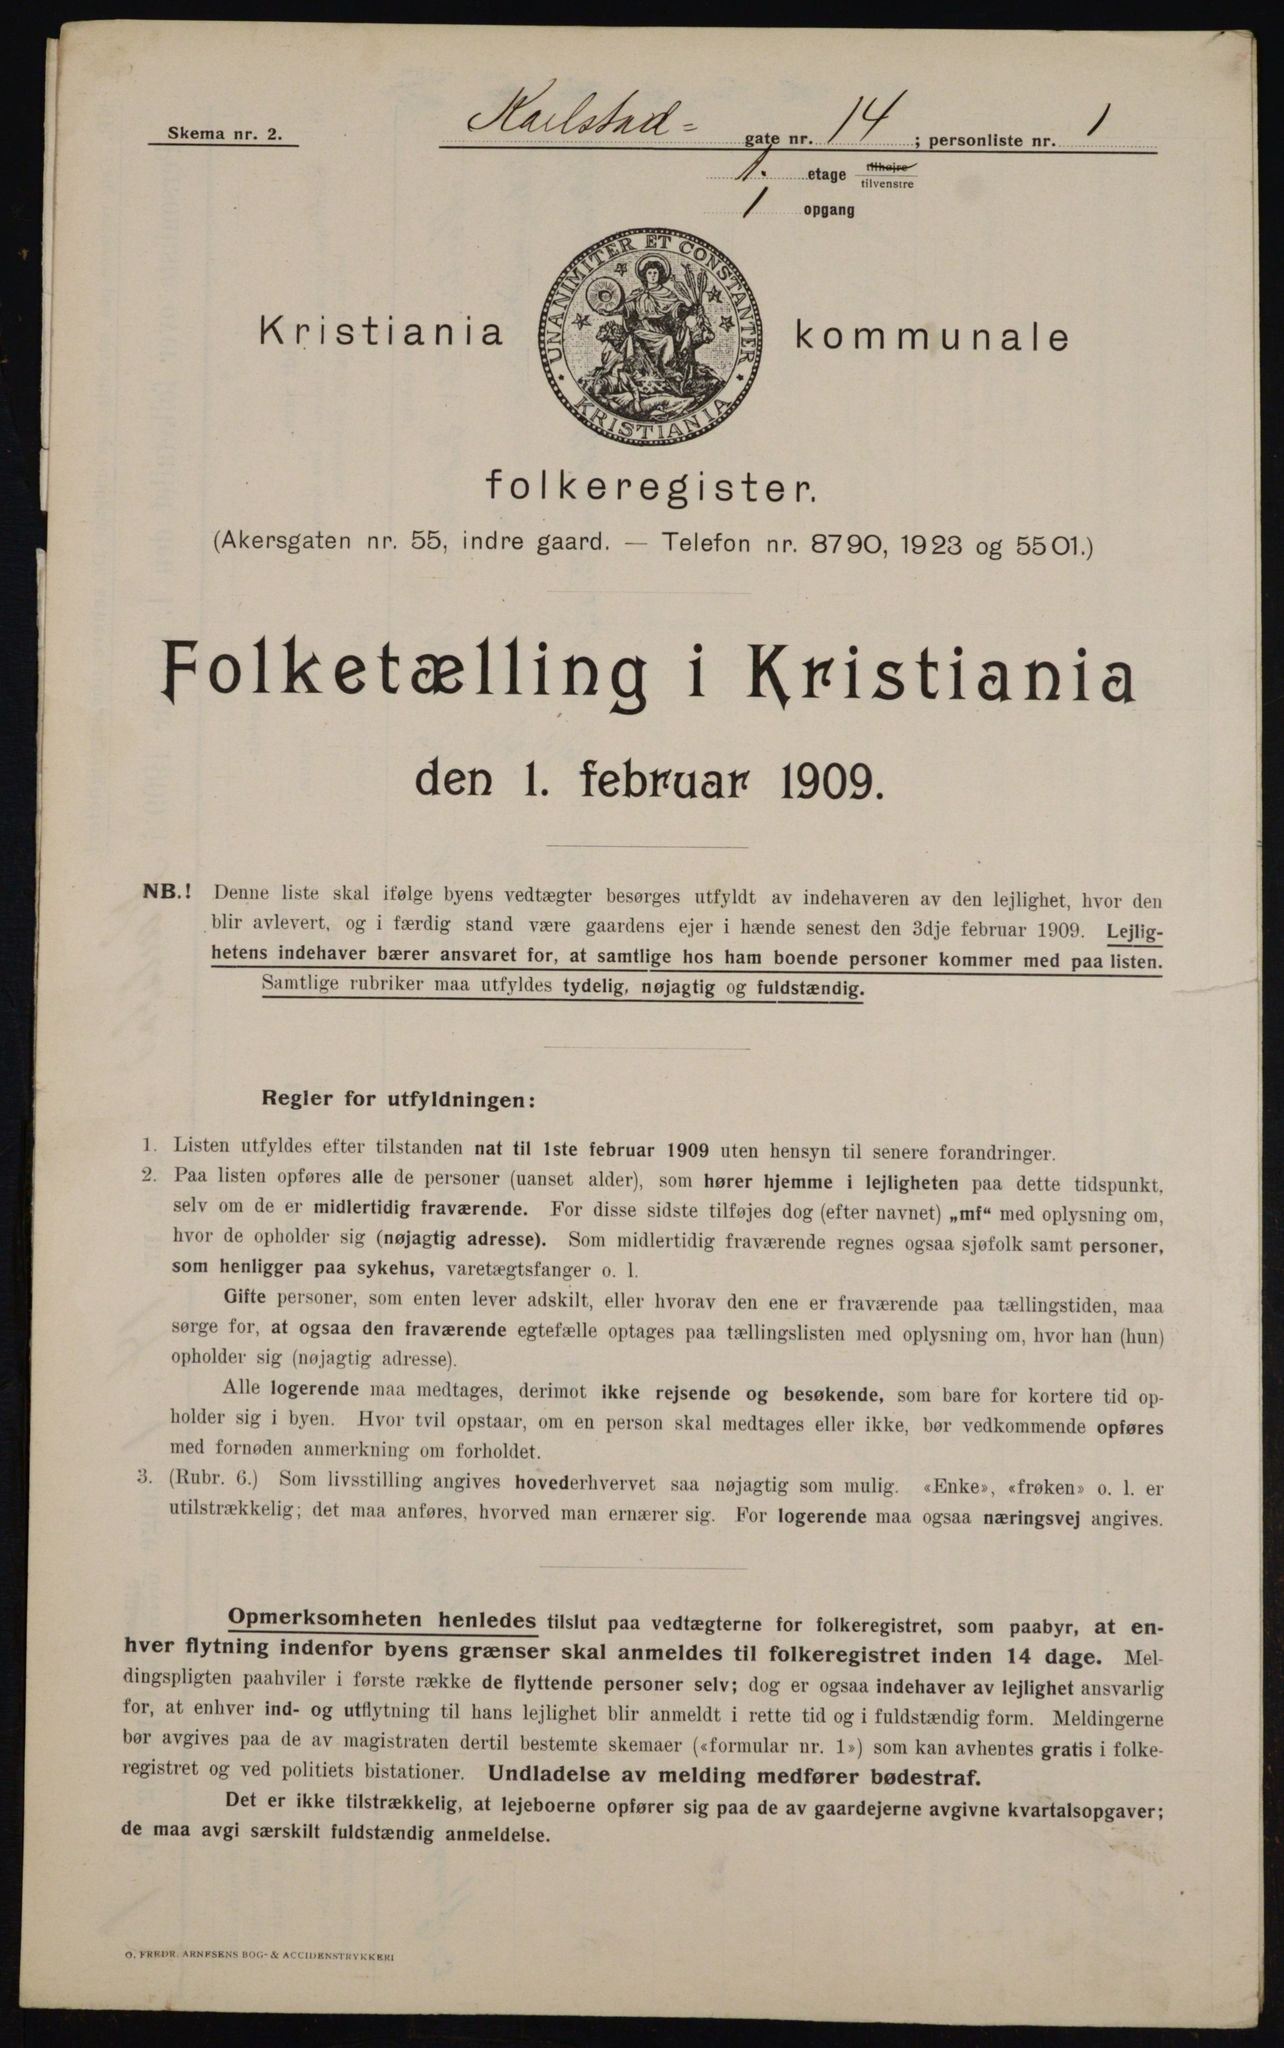 Skema nr. 2.
Karlstad= gate nr. 14 ; personliste nr. 1
1. etage tilhøjre tilvenstre
1 opgang
UNANIMITER ET CONSTANTER
· KRISTIANIA ·
Kristiania kommunale
folkeregister.
(Akersgaten nr. 55, indre gaard. — Telefon nr. 8790, 1923 og 5501.)
Folketælling i Kristiania
den 1. februar 1909.
NB.! Denne liste skal ifølge byens vedtægter besørges utfyldt av indehaveren av den lejlighet, hvor den
blir avlevert, og i færdig stand være gaardens ejer i hænde senest den 3dje februar 1909. Lejlig-
hetens indehaver bærer ansvaret for, at samtlige hos ham boende personer kommer med paa listen.
Samtlige rubriker maa utfyldes tydelig, nøjagtig og fuldstændig.
Regler for utfyldningen:
1. Listen utfyldes efter tilstanden nat til 1ste februar 1909 uten hensyn til senere forandringer.
2. Paa listen opføres alle de personer (uanset alder), som hører hjemme i lejligheten paa dette tidspunkt,
selv om de er midlertidig fraværende. For disse sidste tilføjes dog (efter navnet) „mf“ med oplysning om,
hvor de opholder sig (nøjagtig adresse). Som midlertidig fraværende regnes ogsaa sjøfolk samt personer,
som henligger paa sykehus, varetægtsfanger o. l.
Gifte personer, som enten lever adskilt, eller hvorav den ene er fraværende paa tællingstiden, maa
sørge for, at ogsaa den fraværende egtefælle optages paa tællingslisten med oplysning om, hvor han (hun)
opholder sig (nøjagtig adresse).
Alle logerende maa medtages, derimot ikke rejsende og besøkende, som bare for kortere tid op-
holder sig i byen. Hvor tvil opstaar, om en person skal medtages eller ikke, bør vedkommende opføres
med fornøden anmerkning om forholdet.
3. (Rubr. 6.) Som livsstilling angives hovederhvervet saa nøjagtig som mulig. «Enke», «frøken» o. l. er
utilstrækkelig; det maa anføres, hvorved man ernærer sig. For logerende maa ogsaa næringsvej angives.
Opmerksomheten henledes tilslut paa vedtægterne for folkeregistret, som paabyr, at en-
hver flytning indenfor byens grænser skal anmeldes til folkeregistret inden 14 dage. Mel-
dingspligten paahviler i første række de flyttende personer selv; dog er ogsaa indehaver av lejlighet ansvarlig
for, at enhver ind- og utflytning til hans lejlighet blir anmeldt i rette tid og i fuldstændig form. Meldingerne
bør avgives paa de av magistraten dertil bestemte skemaer («formular nr. 1») som kan avhentes gratis i folke-
registret og ved politiets bistationer. Undladelse av melding medfører bødestraf.
Det er ikke tilstrækkelig, at lejeboerne opfører sig paa de av gaardejerne avgivne kvartalsopgaver;
de maa avgi særskilt fuldstændig anmeldelse.
O. FREDR. ARNESENS BOG- & ACCIDENSTRYKKERI